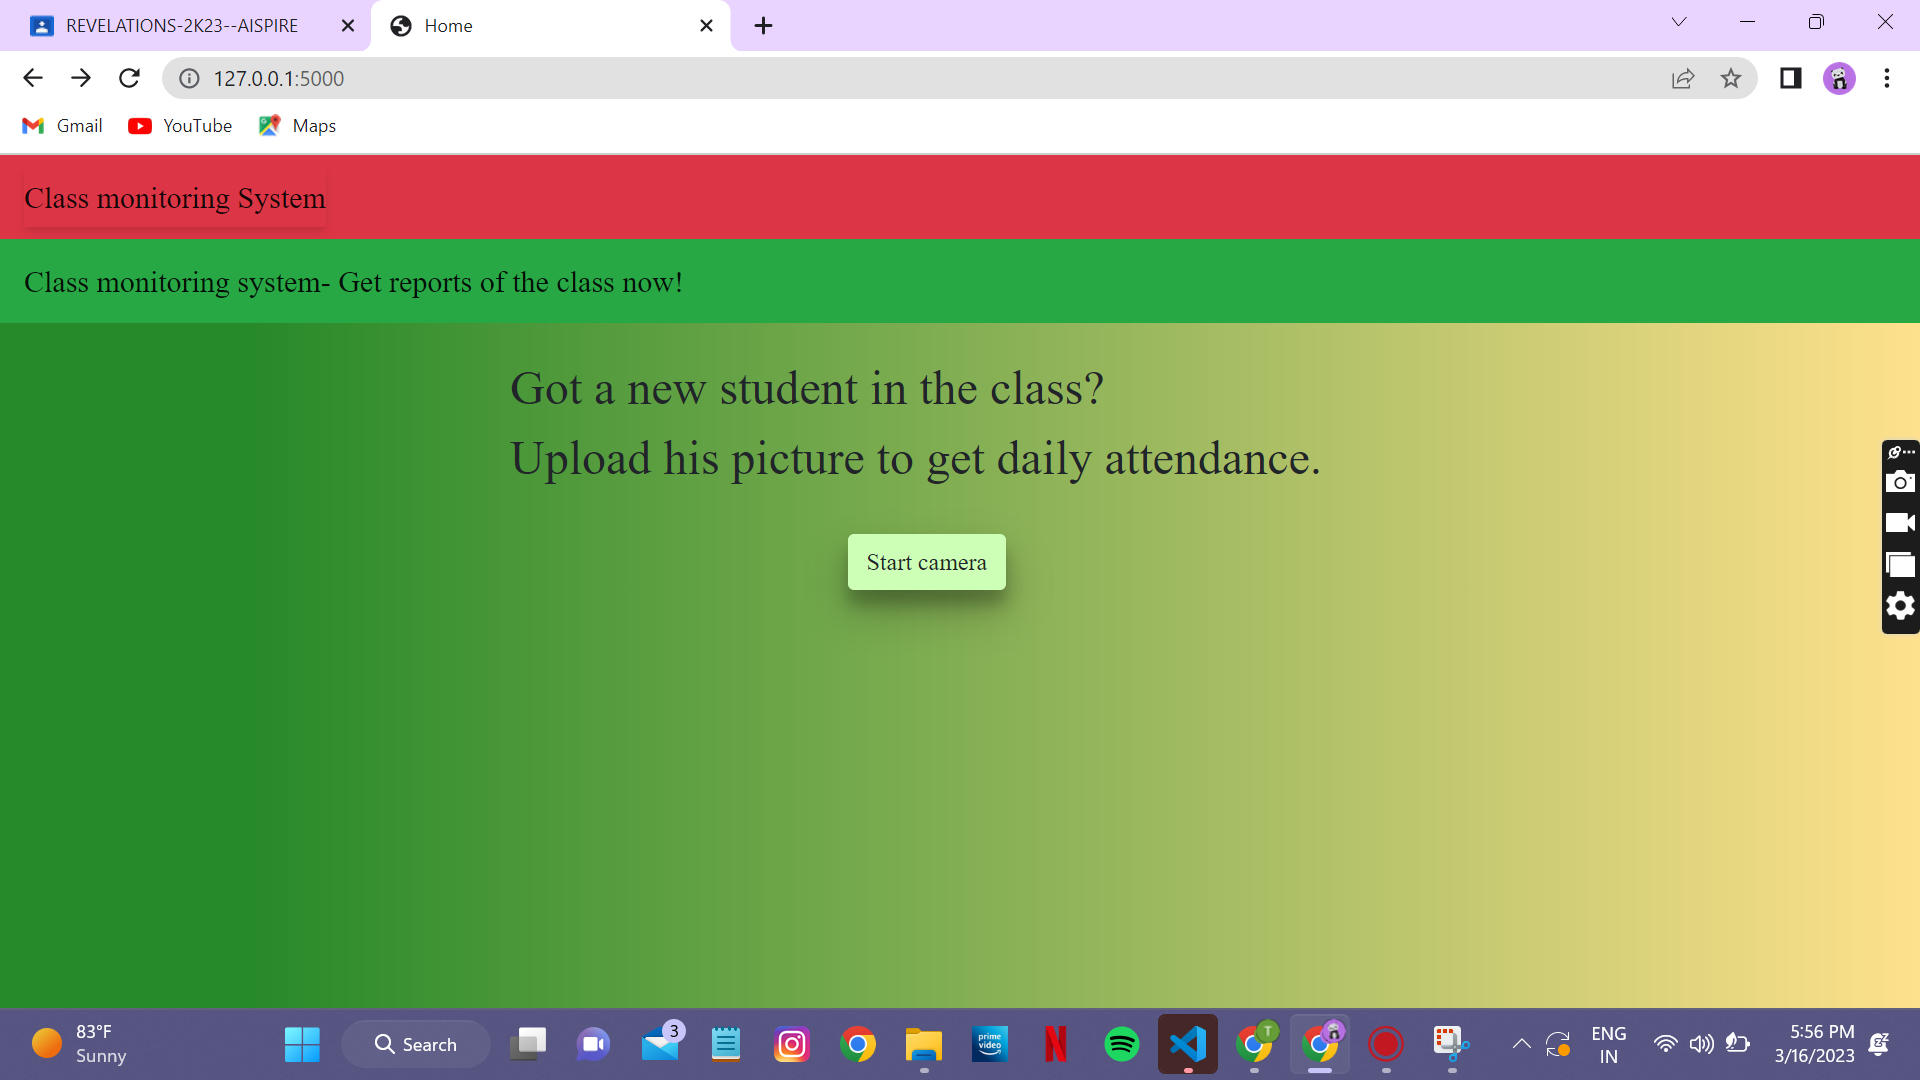 REVELATIONS-2K23--AISPIRE
Home
127.0.0.1:5000
Gmail
YouTube
Maps
Class monitoring System
Class monitoring system- Get reports of the class now!
Got a new student in the class?
Upload his picture to get daily attendance.
Start camera
83°F
Sunny
Search
3
prime
video
N
T
ENG
IN
5:56 PM
3/16/2023